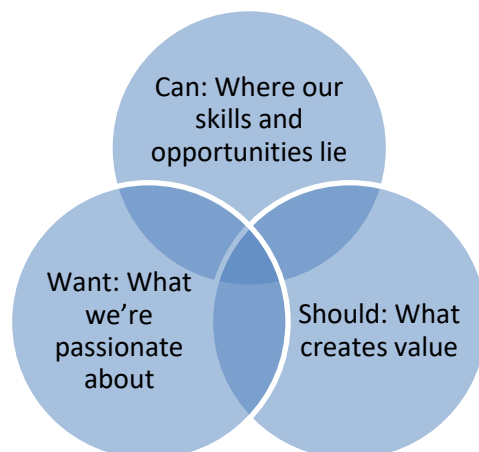 Can: Where our
skills and
opportunities lie
Want: What
we’re
passionate
about
Should: What
creates value